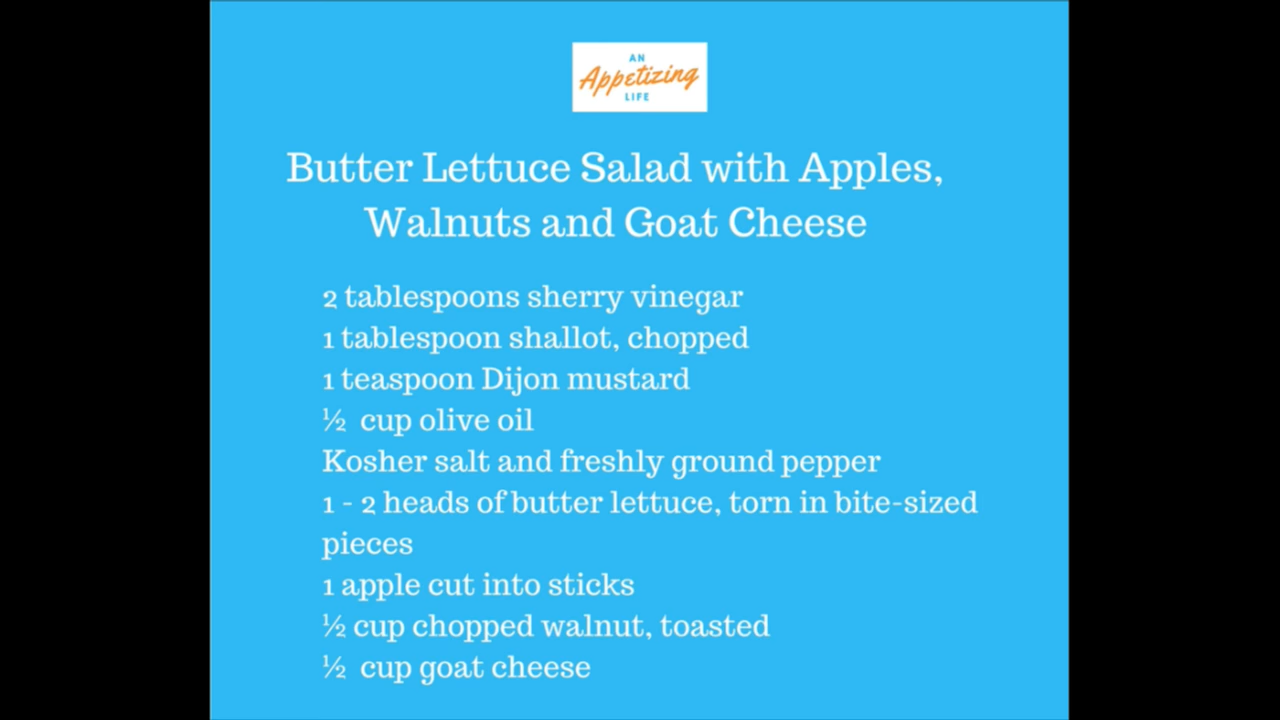 AN
Appetizing
LIFE
Butter Lettuce Salad with Apples,
Walnuts and Goat Cheese
2 tablespoons sherry vinegar
1 tablespoon shallot, chopped
1 teaspoon Dijon mustard
½ cup olive oil
Kosher salt and freshly ground pepper
1 - 2 heads of butter lettuce, torn in bite-sized
pieces
1 apple cut into sticks
½ cup chopped walnut, toasted
½ cup goat cheese